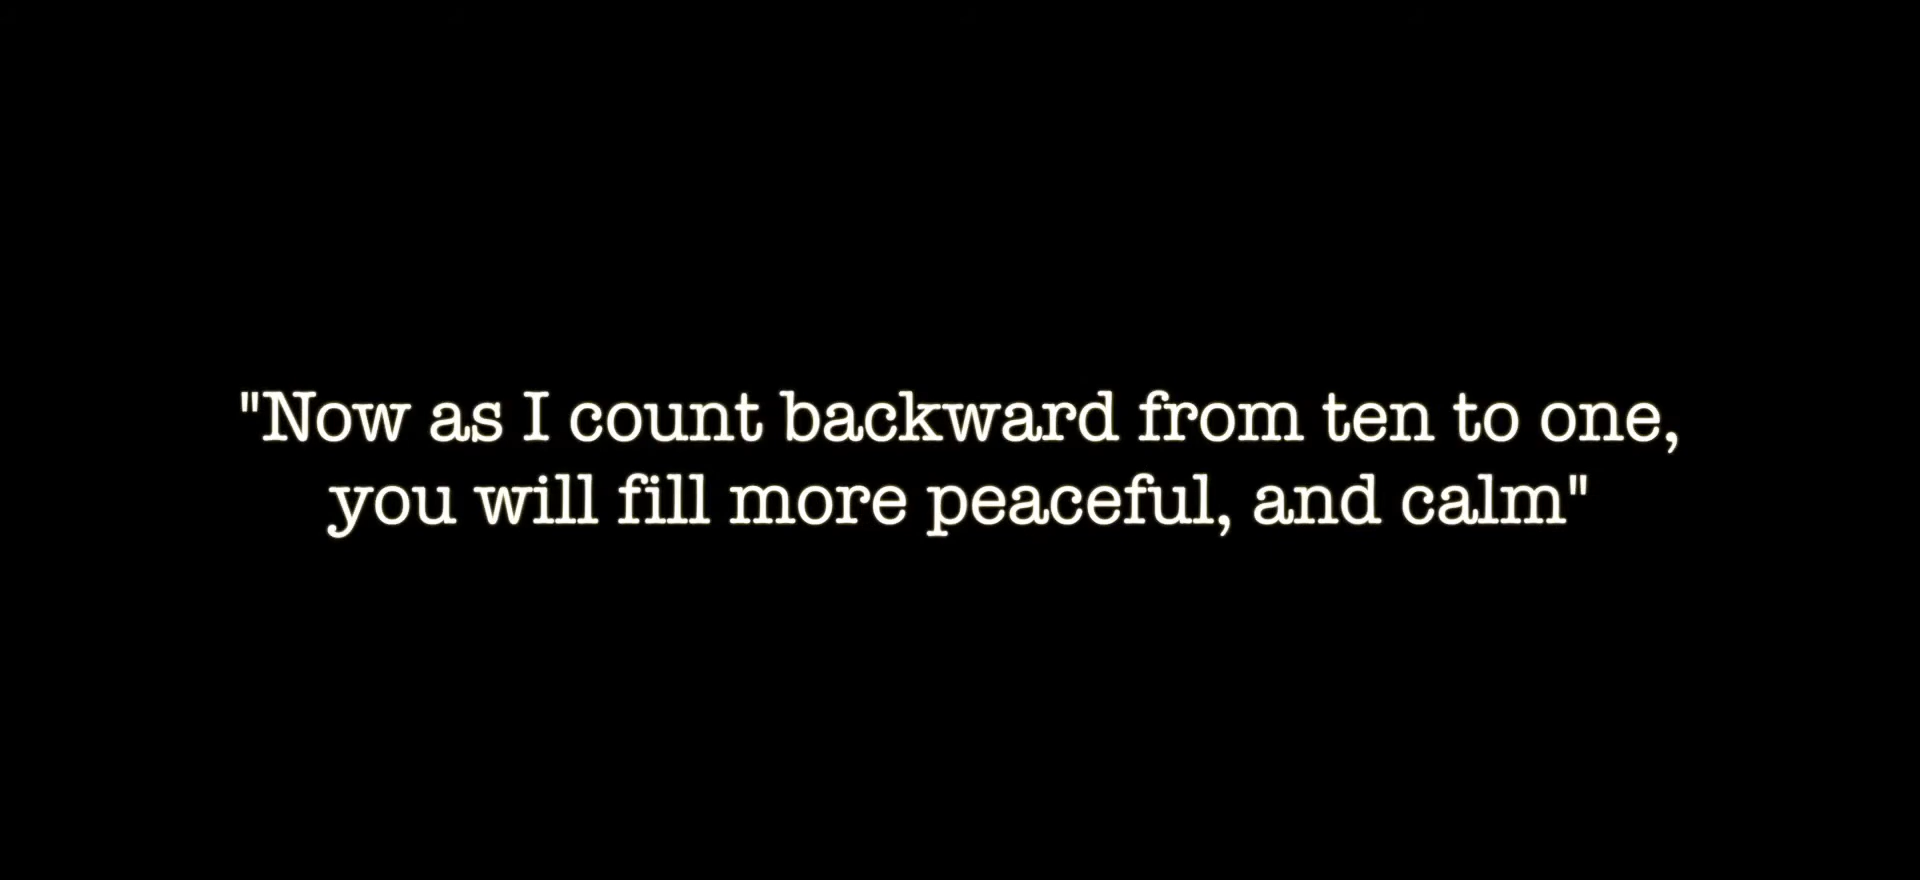 "Now as I count backward from ten to one,
you will fill more peaceful, and calm"